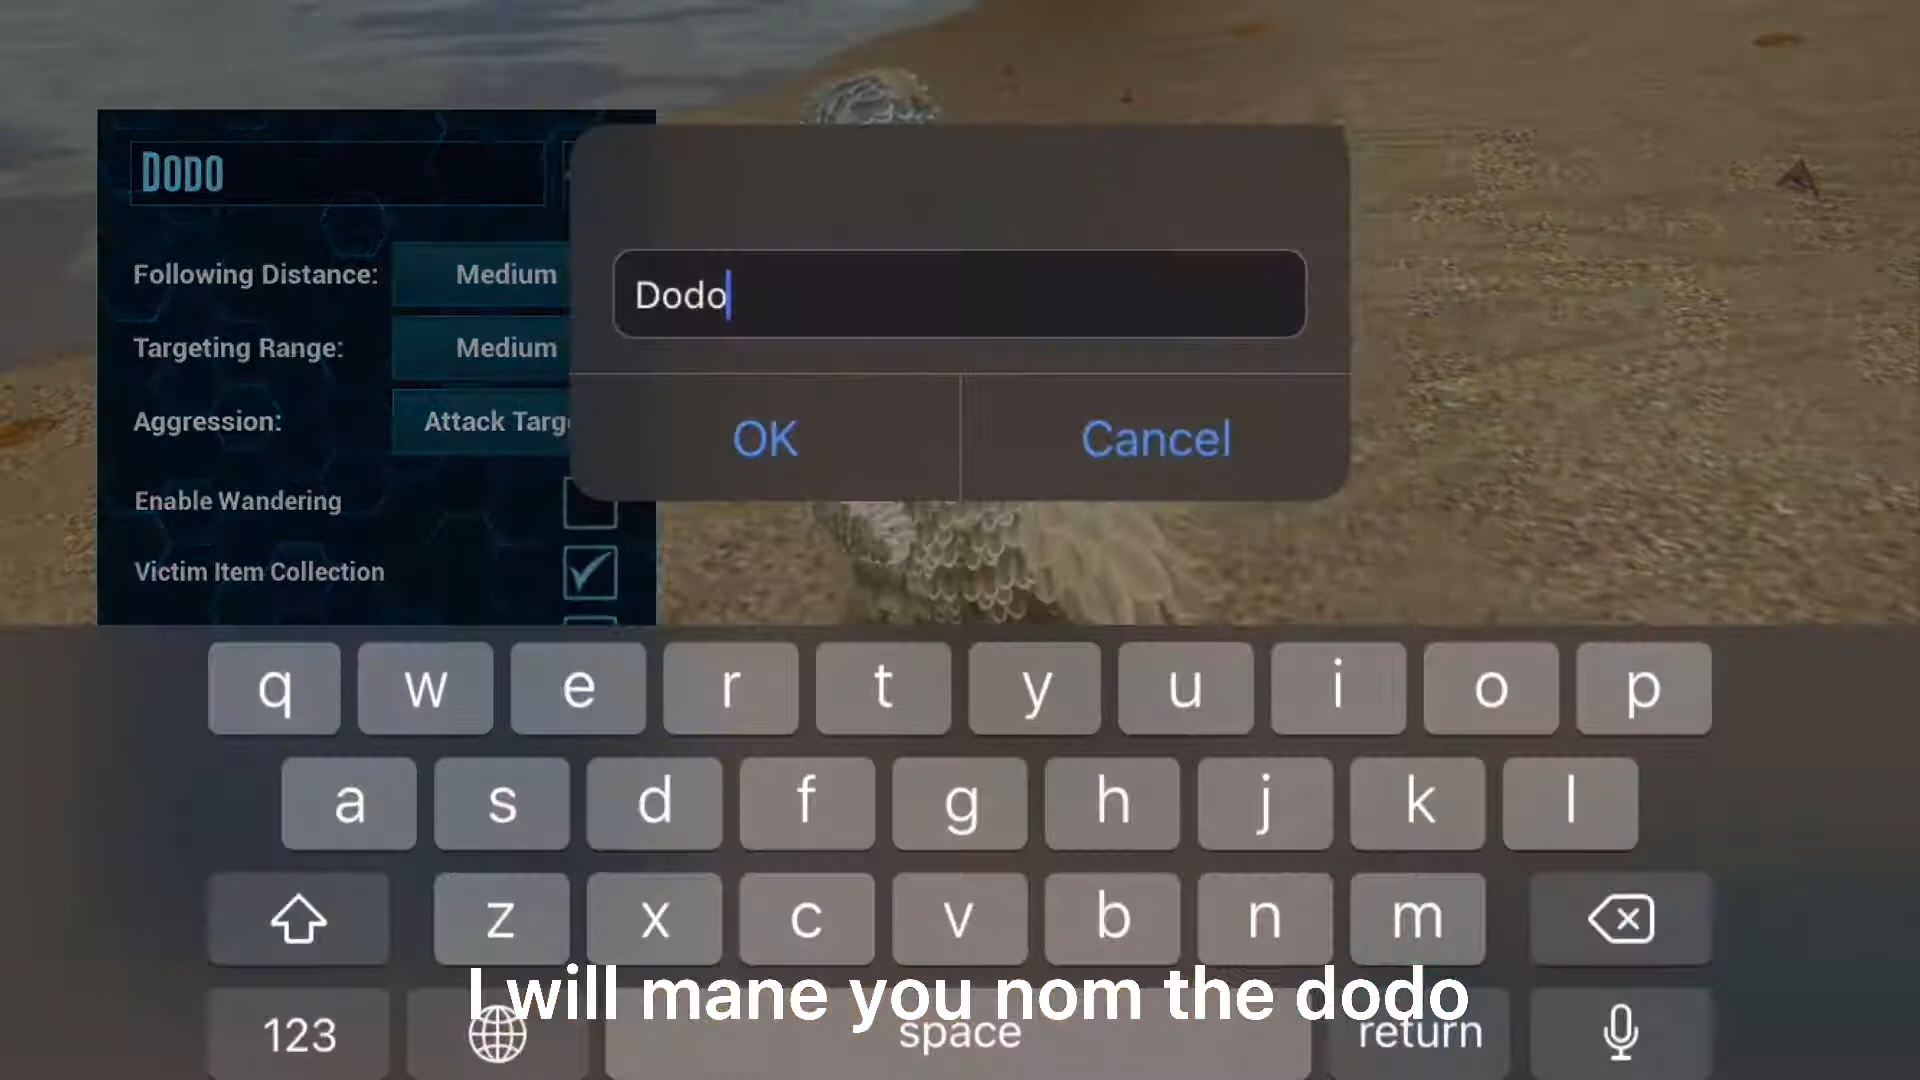 DODO
Following Distance: Medium
Targeting Range: Medium
Aggression: Attack Targ
Enable Wandering
Victim Item Collection
Dodo
OK Cancel
q w e r t y u i o p
a s d f g h j k l
z x c v b n m
I will mane you nom the dodo
123 space return